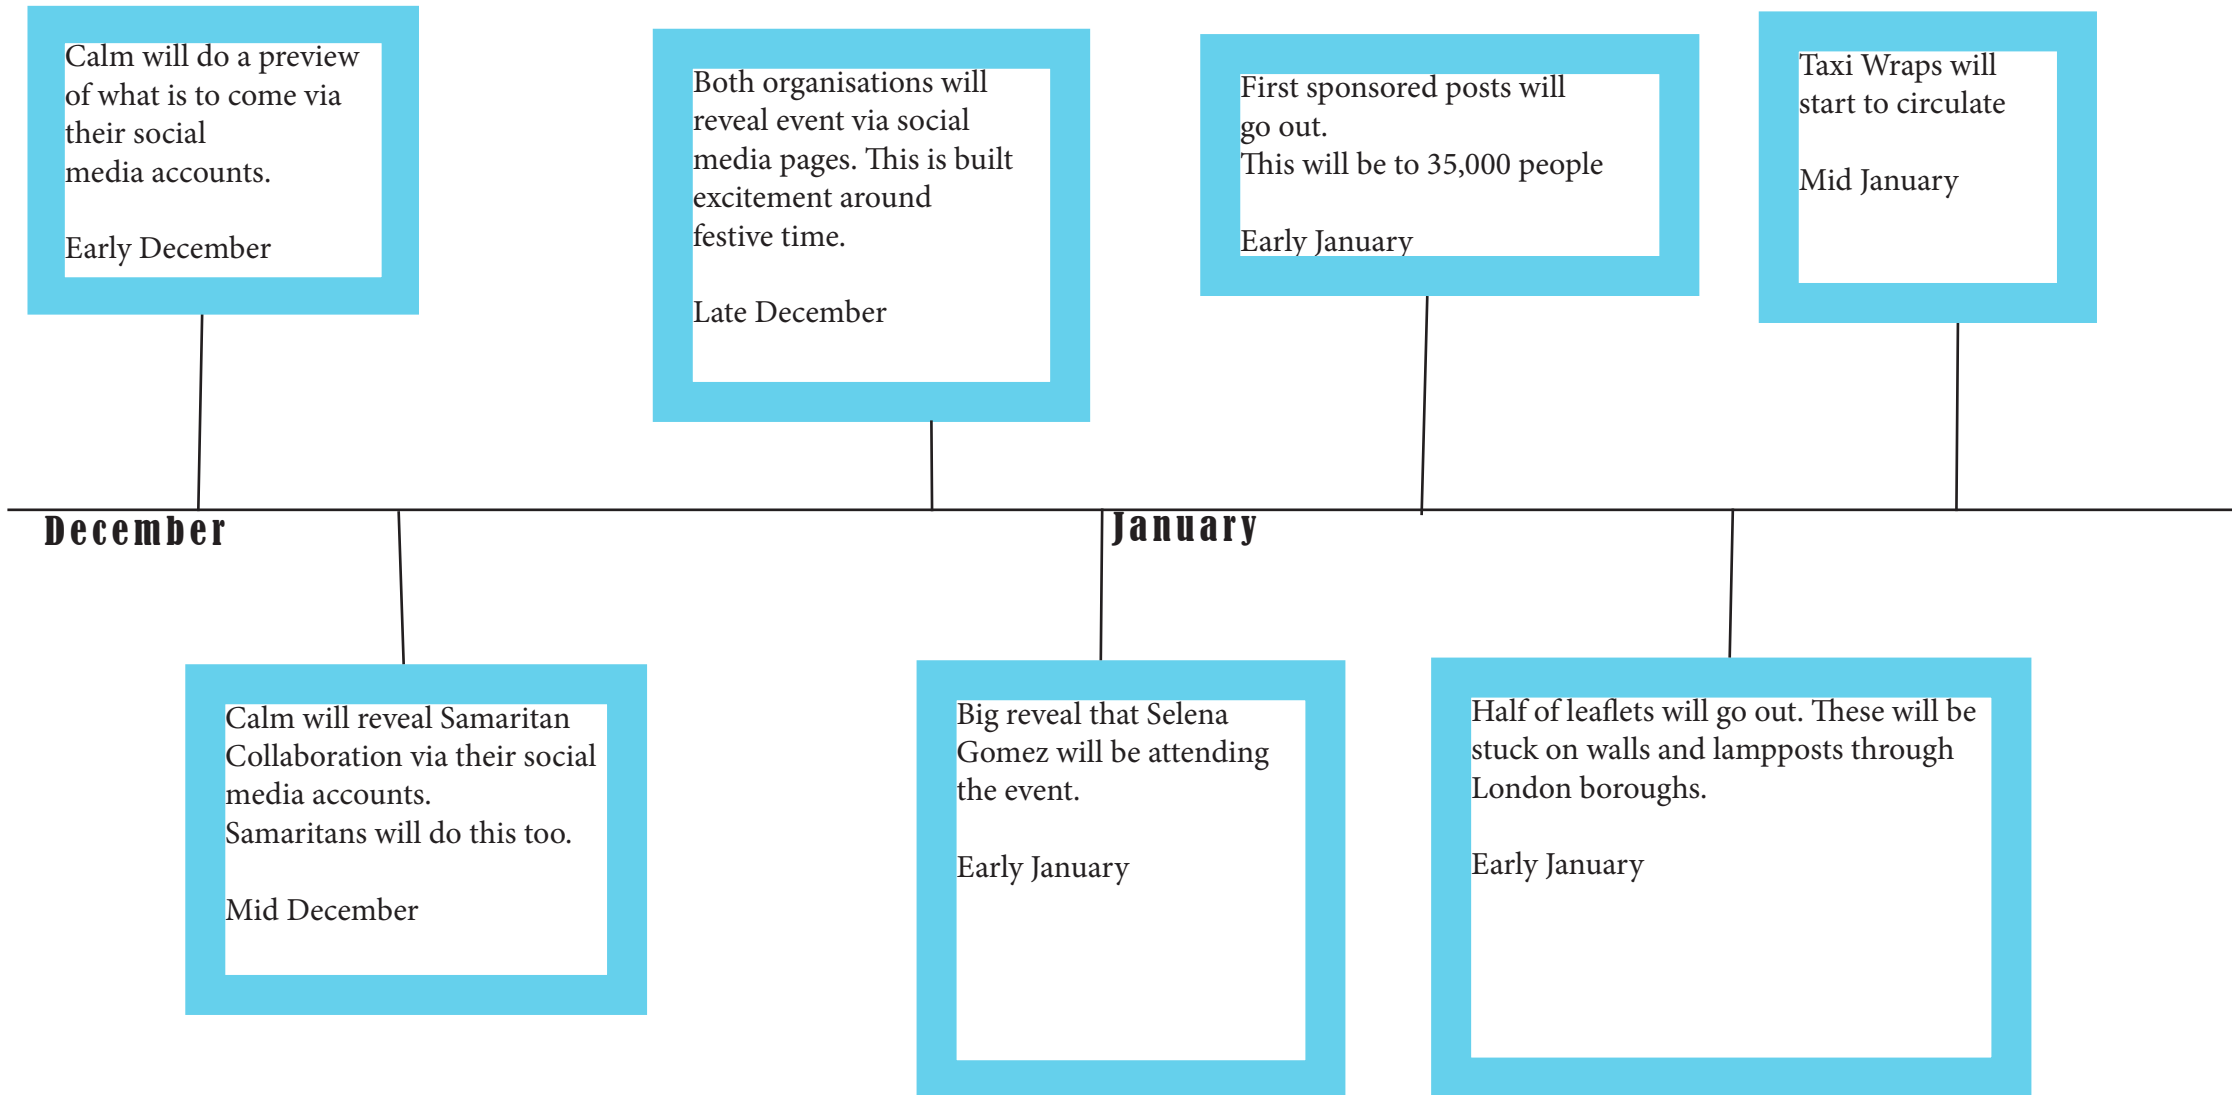 Calm will do a preview
of what is to come via
their social
media accounts.
Early December
Both organisations will
reveal event via social
media pages. This is built
excitement around
festive time.
Late December
First sponsored posts will
go out.
This will be to 35,000 people
Early January
Taxi Wraps will
start to circulate
Mid January
December
January
Calm will reveal Samaritan
Collaboration via their social
media accounts.
Samaritans will do this too.
Mid December
Big reveal that Selena
Gomez will be attending
the event.
Early January
Half of leaflets will go out. These will be
stuck on walls and lampposts through
London boroughs.
Early January